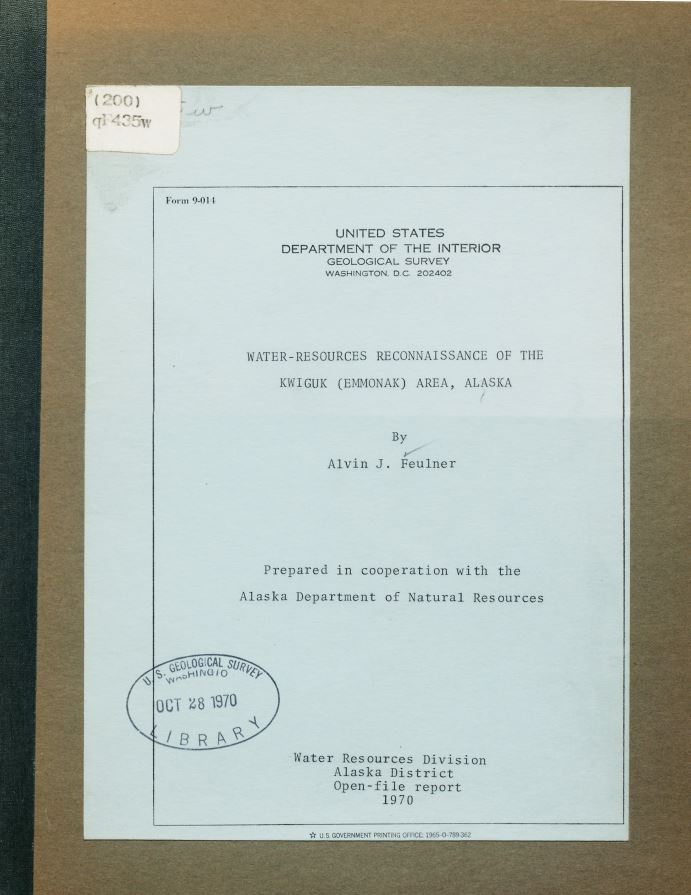 (200)
qF435w
w
Form 9-014
UNITED STATES
DEPARTMENT OF THE INTERIOR
GEOLOGICAL SURVEY
WASHINGTON, D.C. 202402
WATER-RESOURCES RECONNAISSANCE OF THE
KWIGUK (EMMONAK) AREA, ALASKA
By
Alvin J. Feulner
Prepared in cooperation with the
Alaska Department of Natural Resources
U.S. GEOLOGICAL SURVEY
WASHINGTO
OCT 28 1970
LIBRARY
Water Resources Division
Alaska District
Open-file report
1970
☆ U.S. GOVERNMENT PRINTING OFFICE: 1965-O-789-362